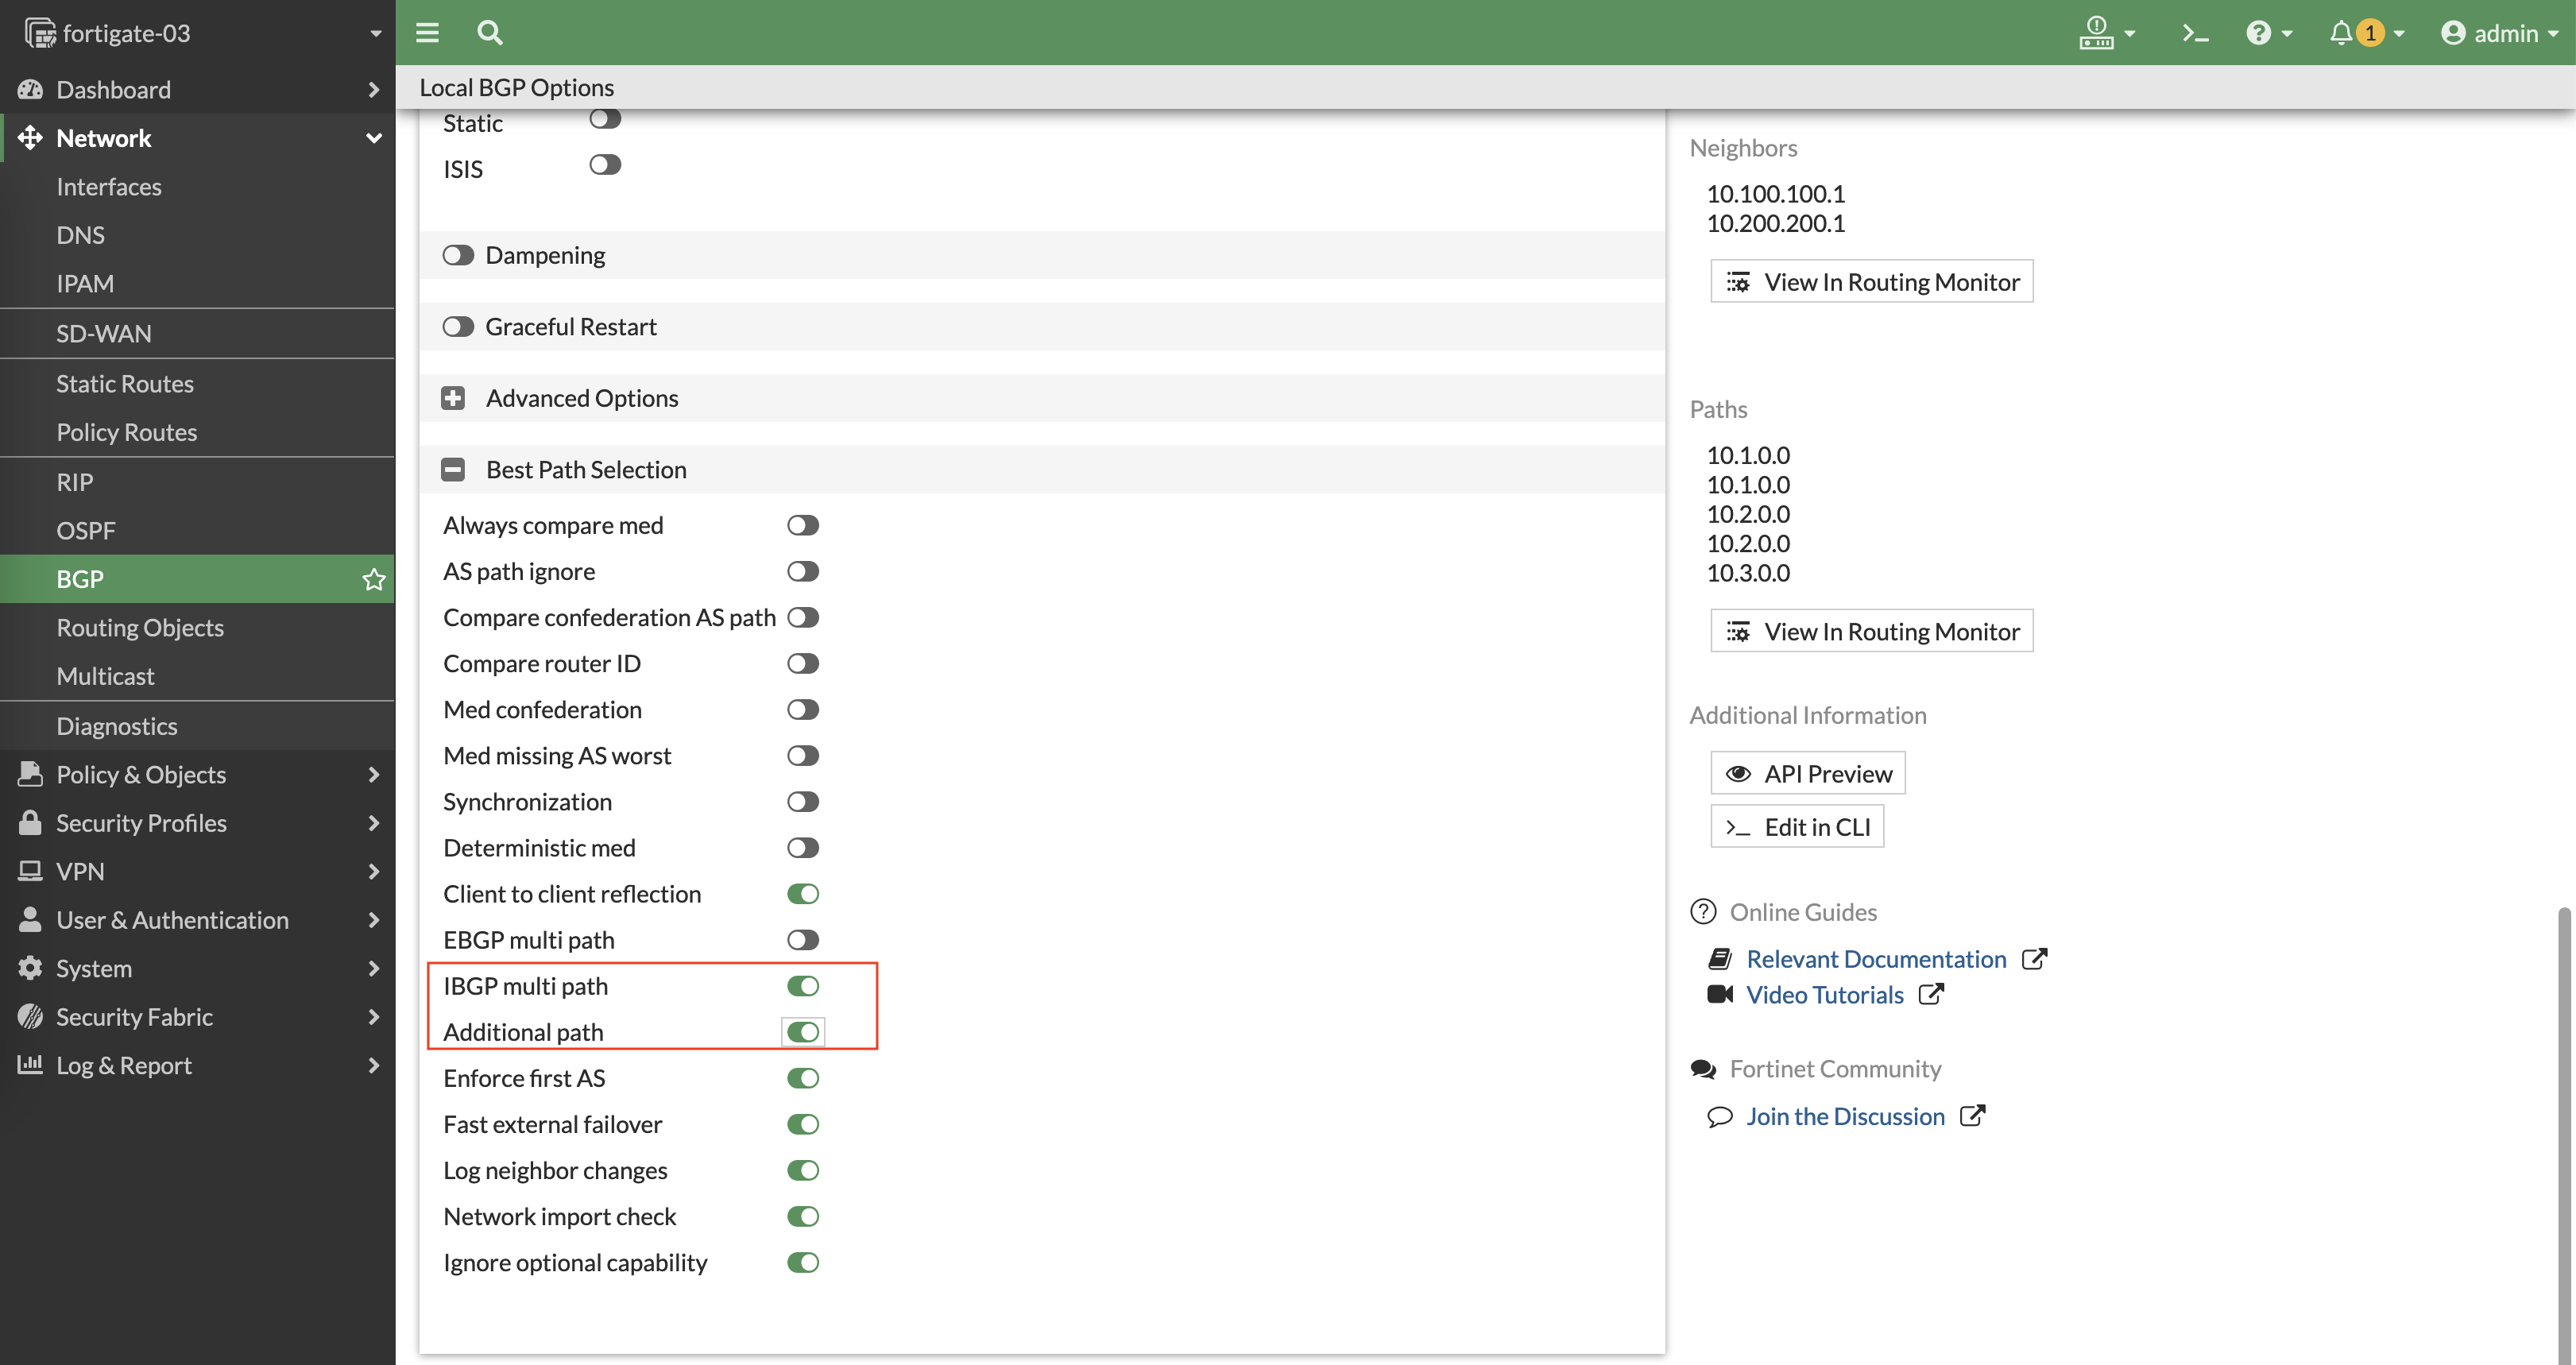 fortigate-03
Dashboard
Network
Interfaces
DNS
IPAM
SD-WAN
Static Routes
Policy Routes
RIP
OSPF
BGP
Routing Objects
Multicast
Diagnostics
Policy & Objects
Security Profiles
VPN
User & Authentication
System
Security Fabric
Log & Report
1
admin
Local BGP Options
Static
ISIS
Dampening
Graceful Restart
Advanced Options
Best Path Selection
Always compare med
AS path ignore
Compare confederation AS path
Compare router ID
Med confederation
Med missing AS worst
Synchronization
Deterministic med
Client to client reflection
EBGP multi path
IBGP multi path
Additional path
Enforce first AS
Fast external failover
Log neighbor changes
Network import check
Ignore optional capability
Neighbors
10.100.100.1
10.200.200.1
View In Routing Monitor
Paths
10.1.0.0
10.1.0.0
10.2.0.0
10.2.0.0
10.3.0.0
View In Routing Monitor
Additional Information
API Preview
Edit in CLI
Online Guides
Relevant Documentation
Video Tutorials
Fortinet Community
Join the Discussion